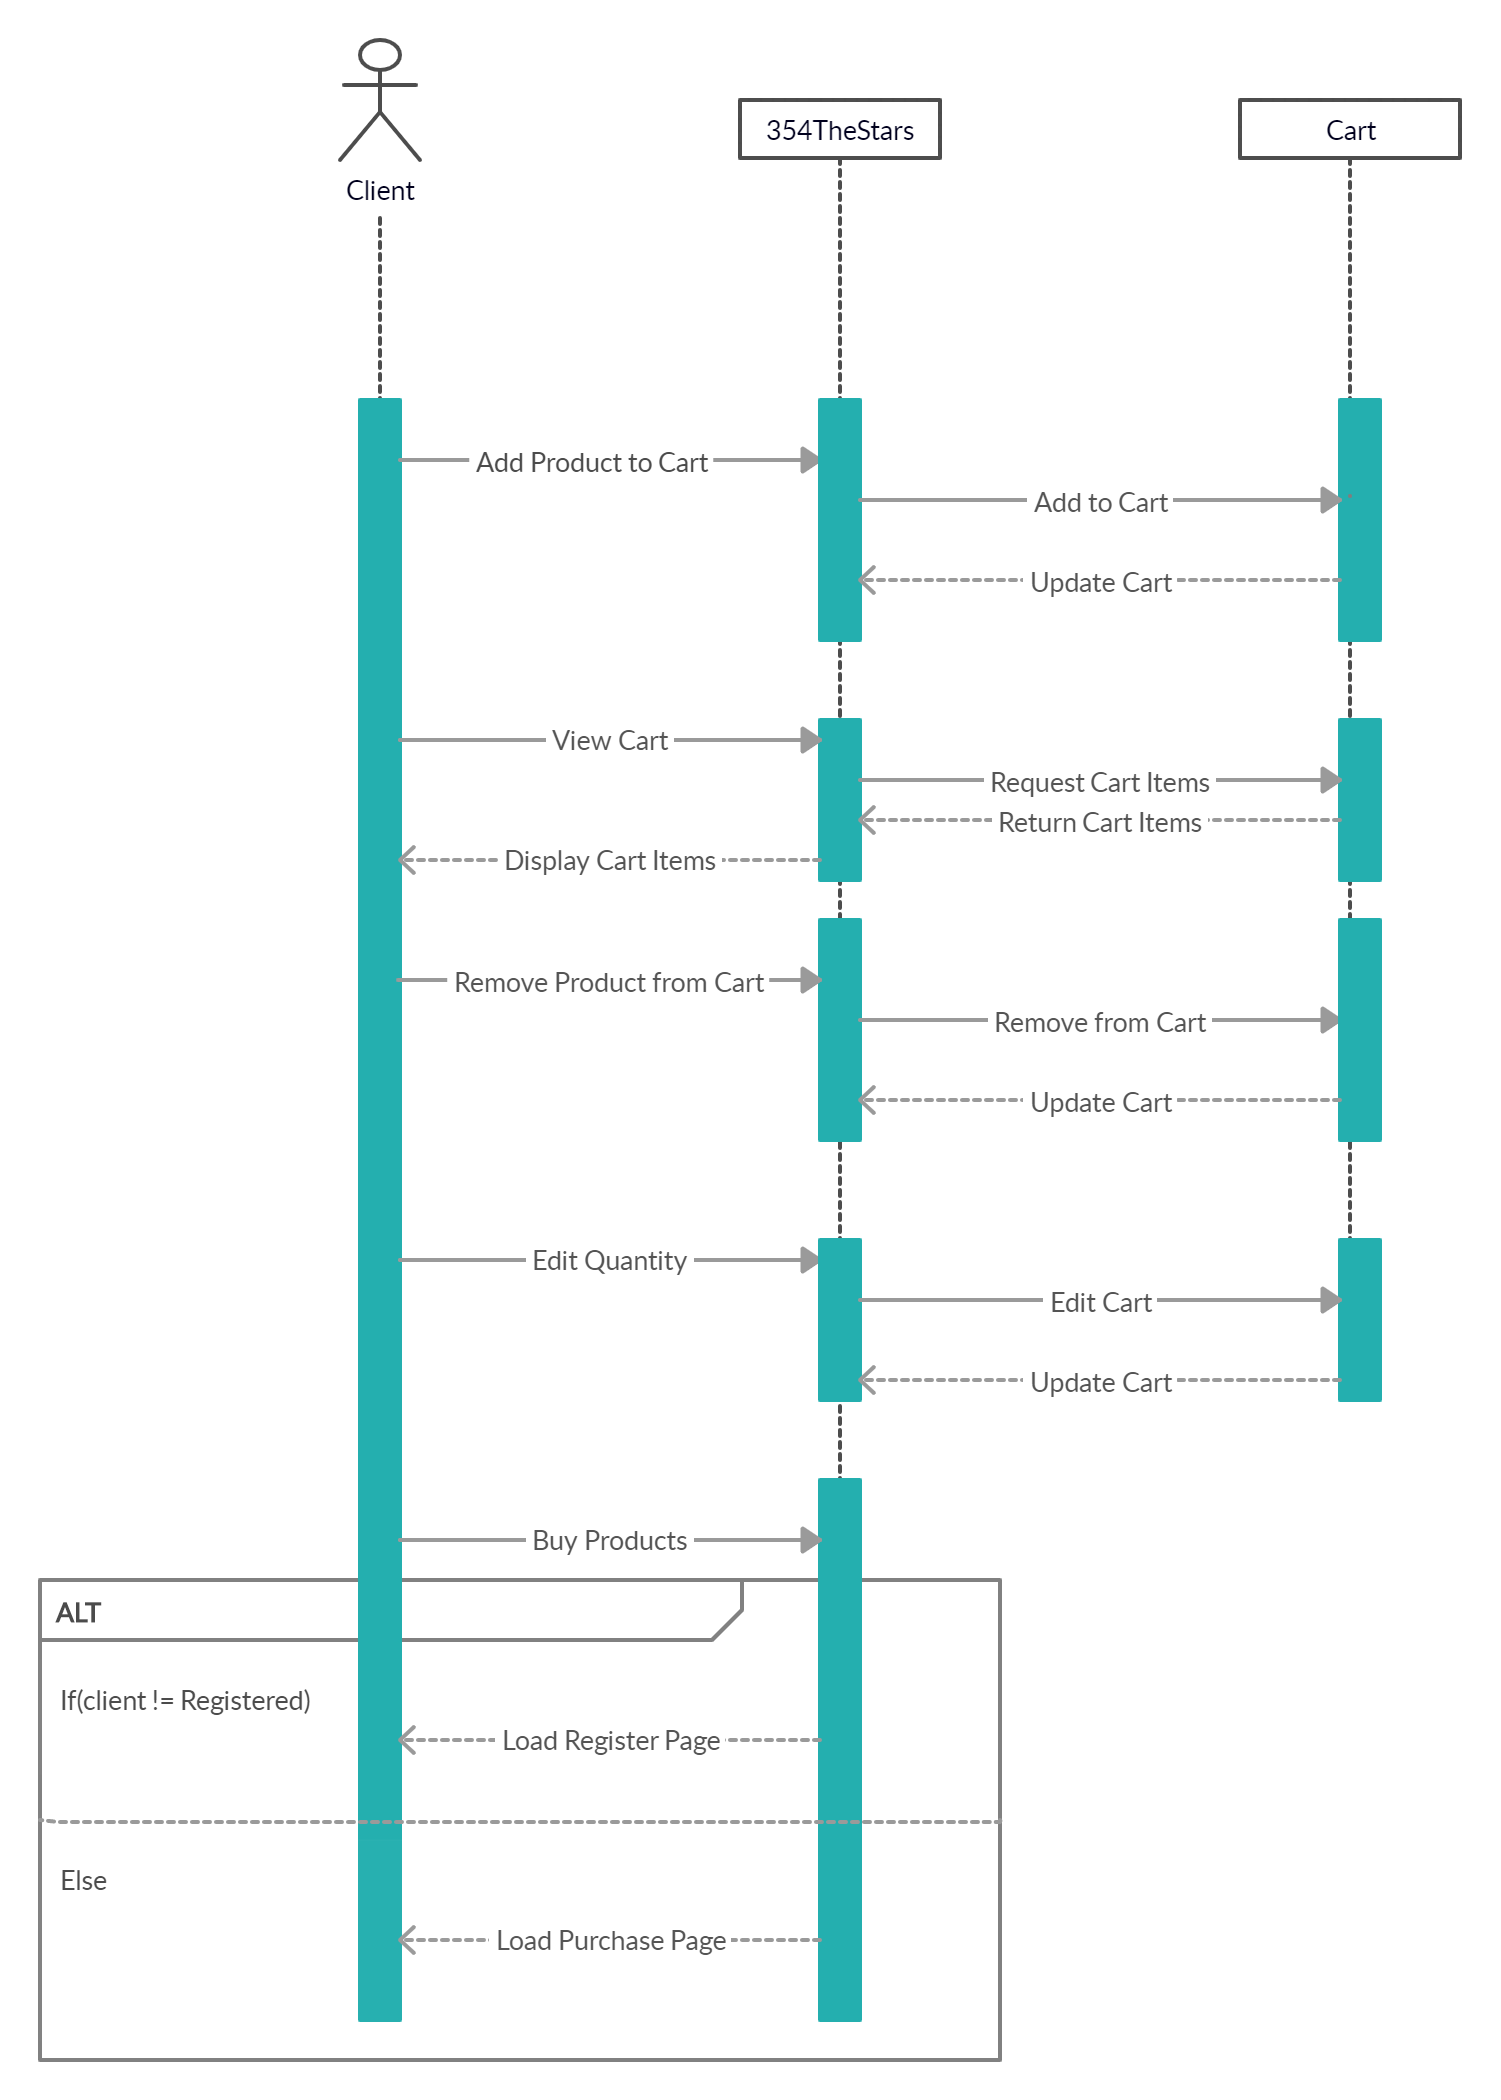 354TheStars
Cart
Client
Add Product to Cart
Add to Cart
Update Cart
View Cart
Request Cart Items
Return Cart Items
Display Cart Items
Remove Product from Cart
Remove from Cart
Update Cart
Edit Quantity
Edit Cart
Update Cart
Buy Products
ALT
If(client != Registered)
Load Register Page
Else
Load Purchase Page